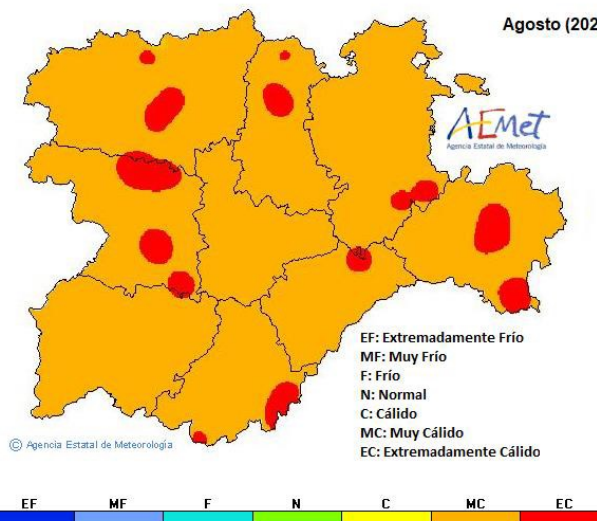 Agosto (202
AEMet
Agencia Estatal de Meteorología
EF: Extremadamente Frío
MF: Muy Frío
F: Frío
N: Normal
C: Cálido
MC: Muy Cálido
EC: Extremadamente Cálido
© Agencia Estatal de Meteorología
EF MF F N C MC EC